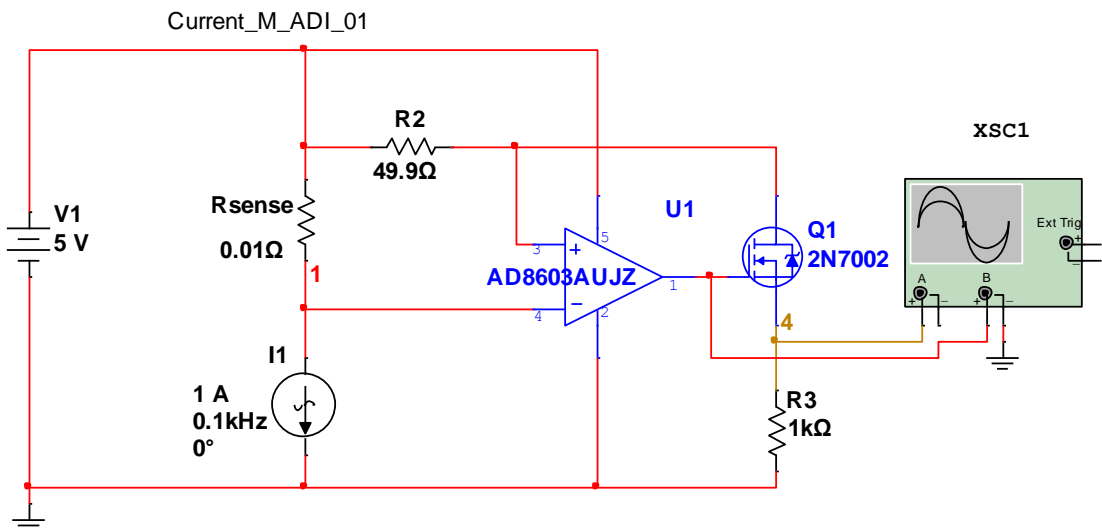 Current_M_ADI_01
R2
49.9Ω
XSC1
Ext Trig
+
_
V1
5 V
Rsense
0.01Ω
1
U1
Q1
2N7002
AD8603AUJZ
3
+
5
1
4
−
2
A
B
+
_
+
_
4
I1
1 A
0.1kHz
0°
R3
1kΩ